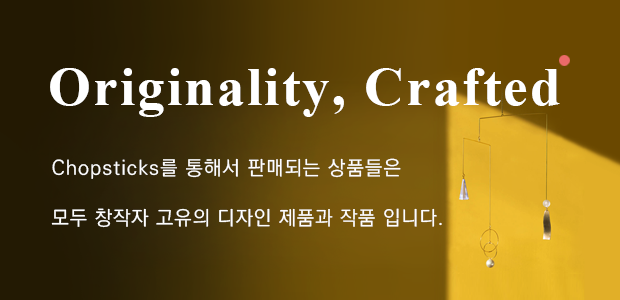 Originality, Crafted
Chopsticks를 통해서 판매되는 상품들은
모두 창작자 고유의 디자인 제품과 작품 입니다.